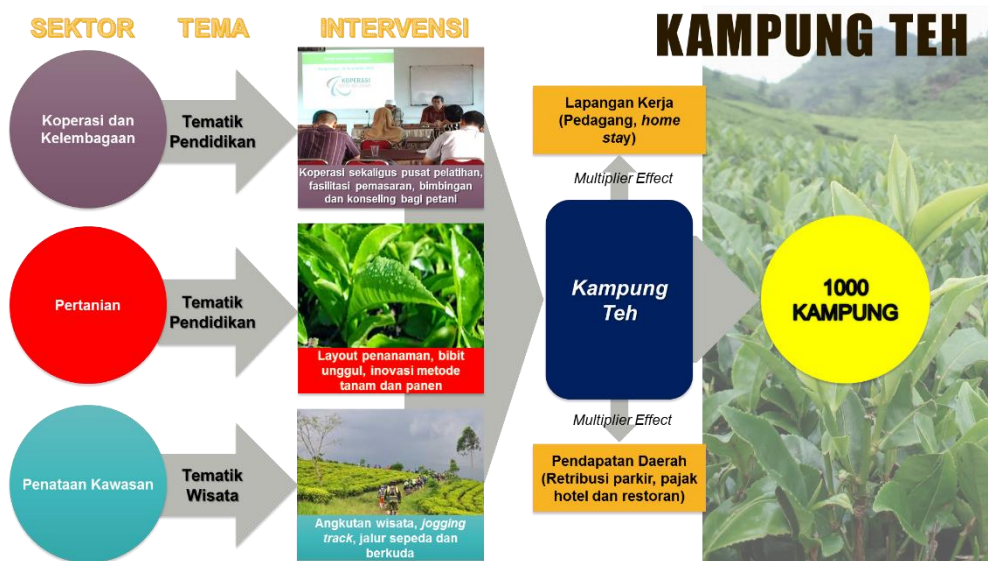 SEKTOR
TEMA
INTERVENSI
KAMPUNG TEH
Koperasi dan
Kelembagaan
Tematik
Pendidikan
KOPERASI
Koperasi sekaligus pusat pelatihan,
fasilitasi pemasaran, bimbingan
dan konseling bagi petani
Pertanian
Tematik
Pendidikan
Layout penanaman, bibit
unggul, inovasi metode
tanam dan panen
Penataan Kawasan
Tematik
Wisata
Angkutan wisata, jogging
track, jalur sepeda dan
berkuda
Lapangan Kerja
(Pedagang, home
stay)
Multiplier Effect
Kampung
Teh
Multiplier Effect
Pendapatan Daerah
(Retribusi parkir, pajak
hotel dan restoran)
1000
KAMPUNG